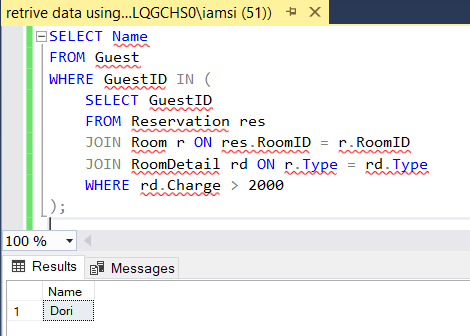 retrive data using...LQGCHS0\iamsi (51))
SELECT Name
FROM Guest
WHERE GuestID IN (
    SELECT GuestID
    FROM Reservation res
    JOIN Room r ON res.RoomID = r.RoomID
    JOIN RoomDetail rd ON r.Type = rd.Type
    WHERE rd.Charge > 2000
);
100 %
Results Messages
Name
1 Dori